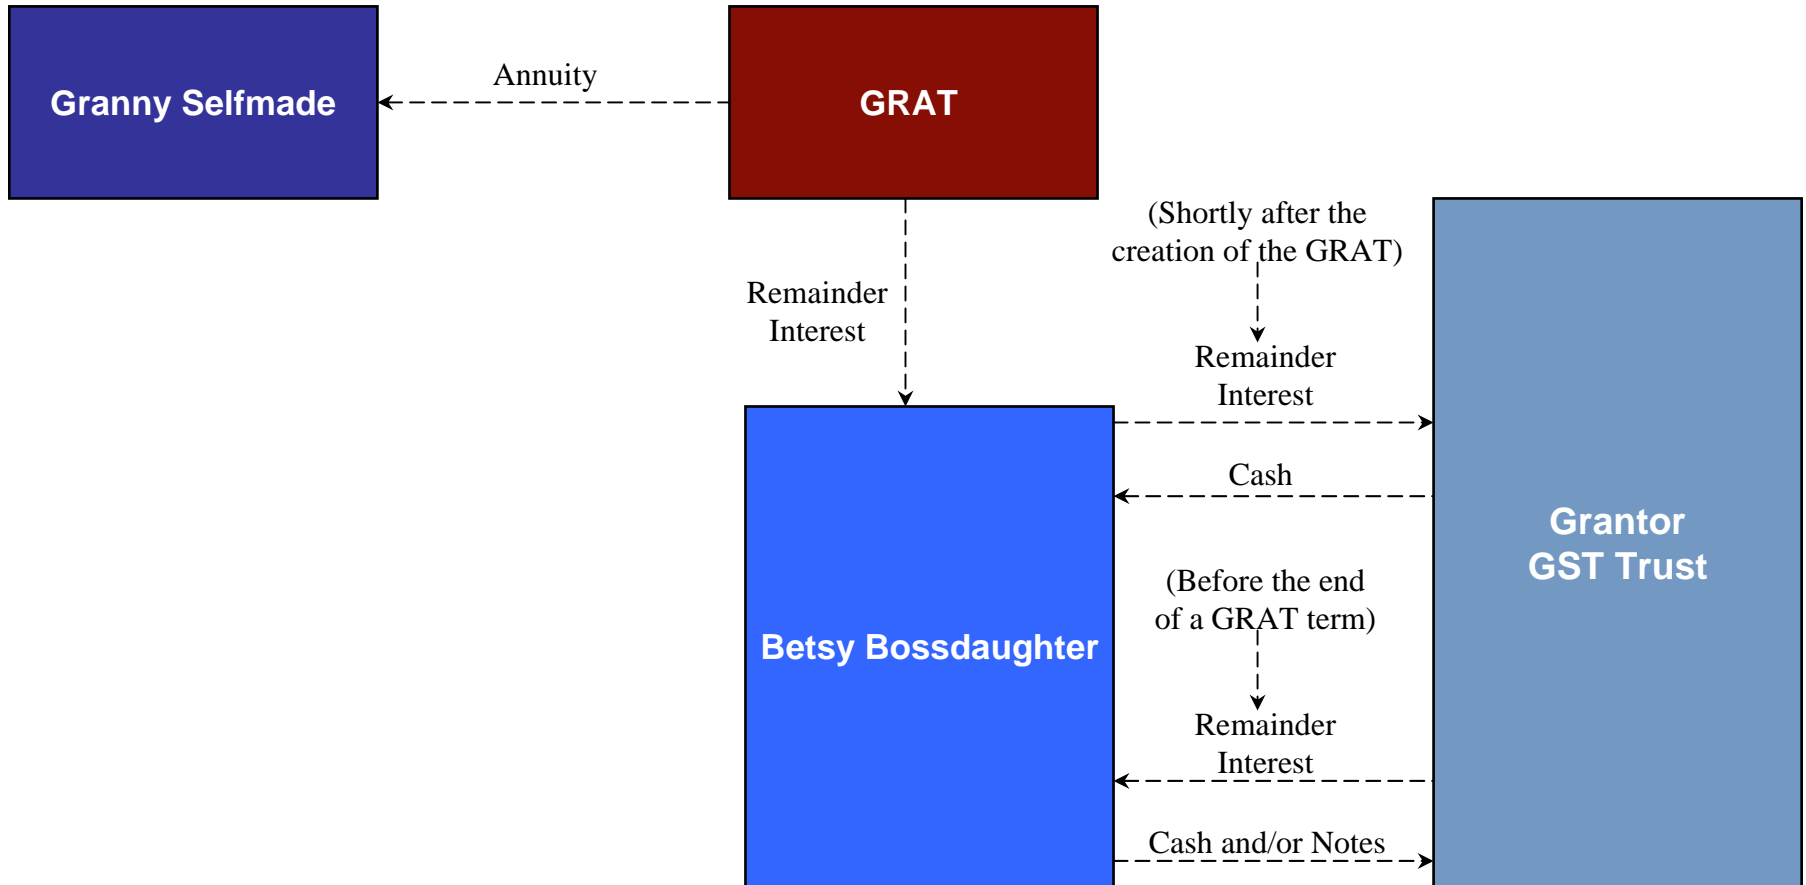 Granny Selfmade
Annuity
GRAT
Remainder
Interest
(Shortly after the
creation of the GRAT)
Remainder
Interest
Cash
Grantor
GST Trust
(Before the end
of a GRAT term)
Betsy Bossdaughter
Remainder
Interest
Cash and/or Notes